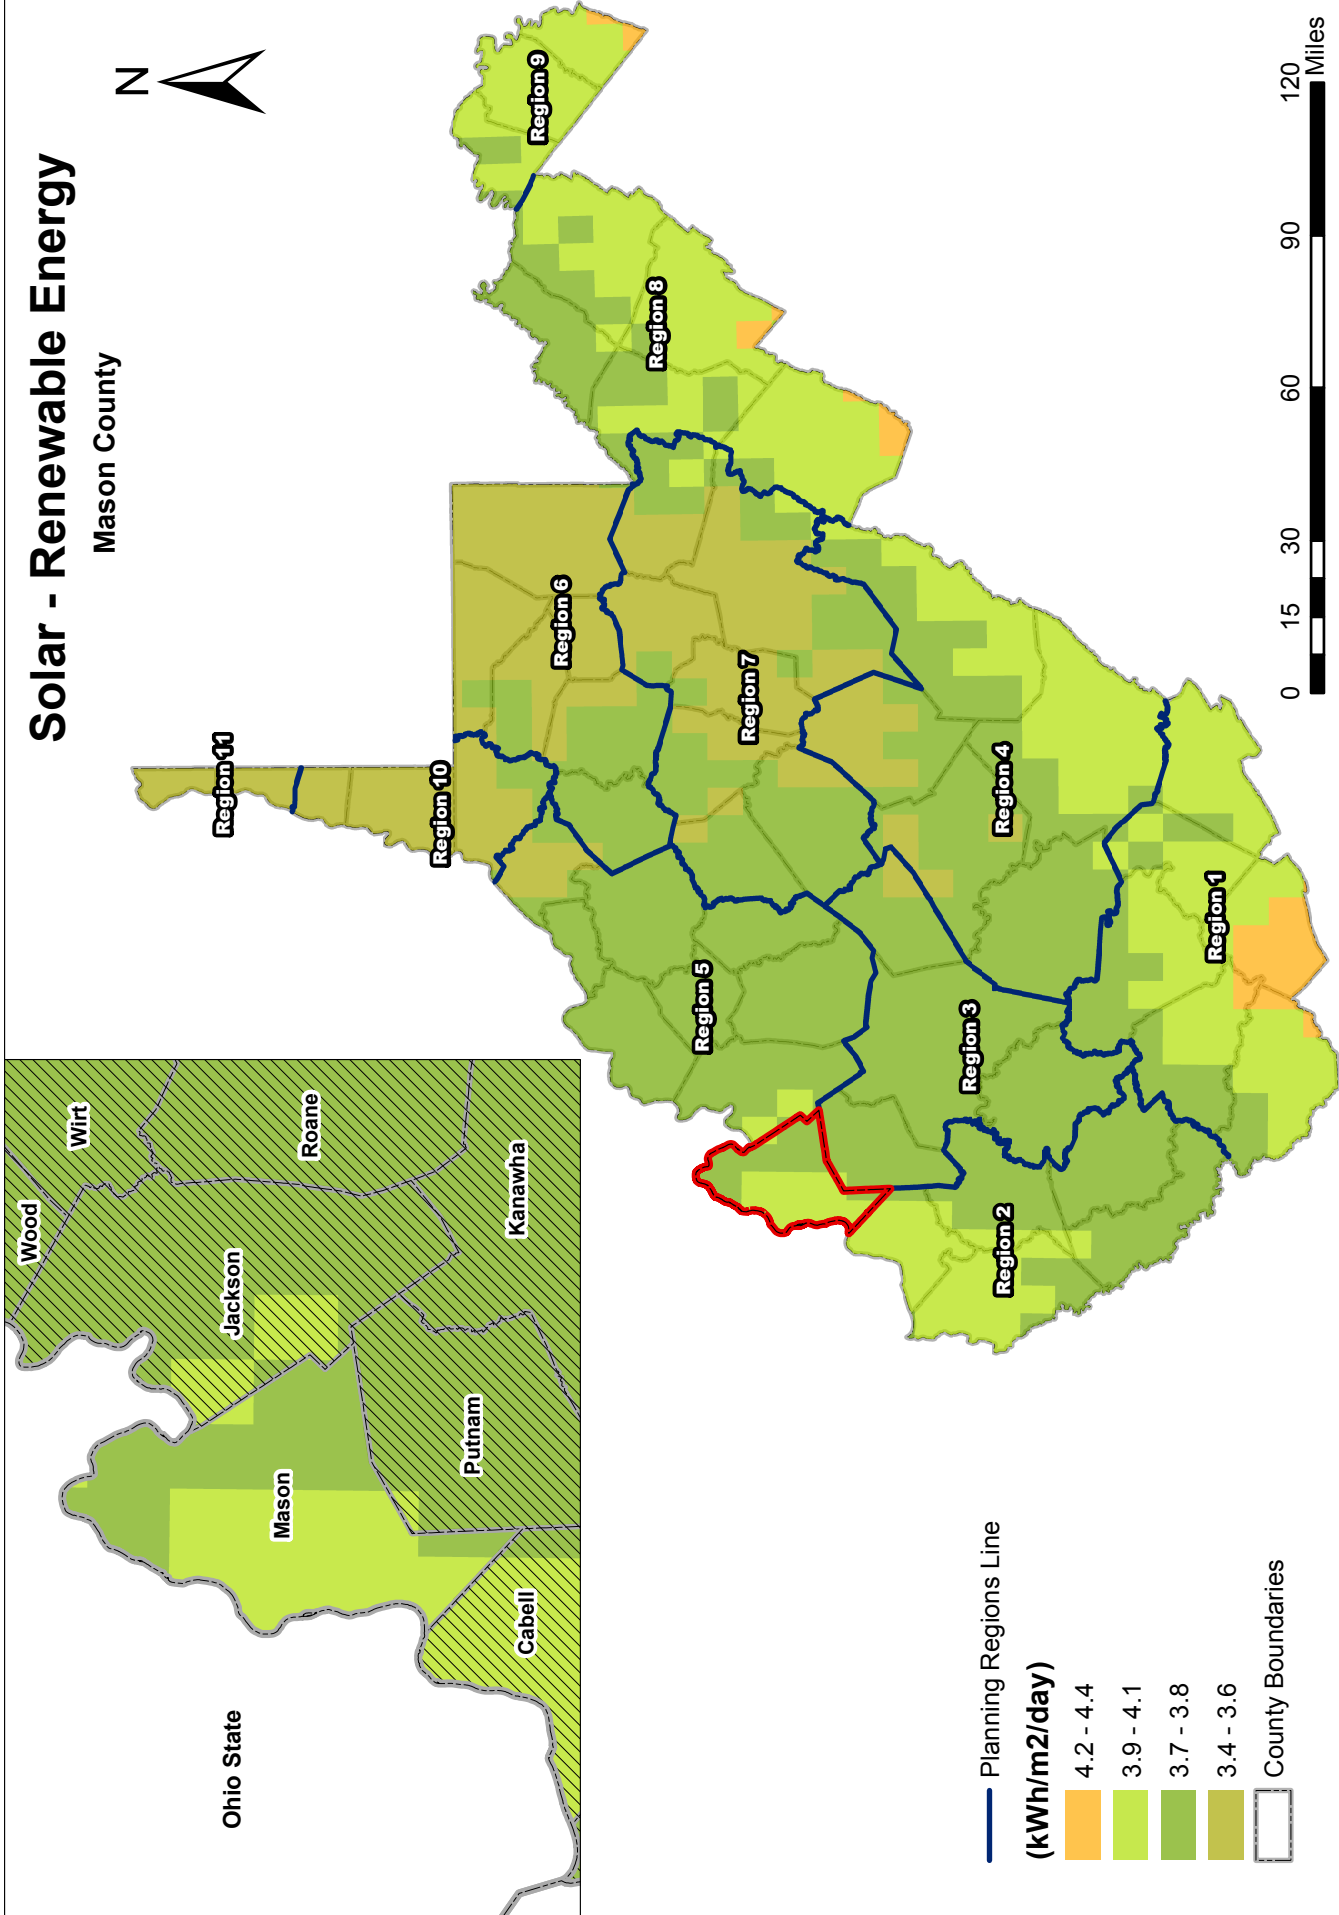 Solar - Renewable Energy
Mason County
N
Ohio State
Wood
Wirt
Jackson
Roane
Mason
Putnam
Kanawha
Cabell
Region 11
Region 10
Region 6
Region 9
Region 8
Region 7
Region 5
Region 4
Region 3
Region 2
Region 1
Planning Regions Line
(kWh/m2/day)
4.2 - 4.4
3.9 - 4.1
3.7 - 3.8
3.4 - 3.6
County Boundaries
0 15 30 60 90 120
Miles